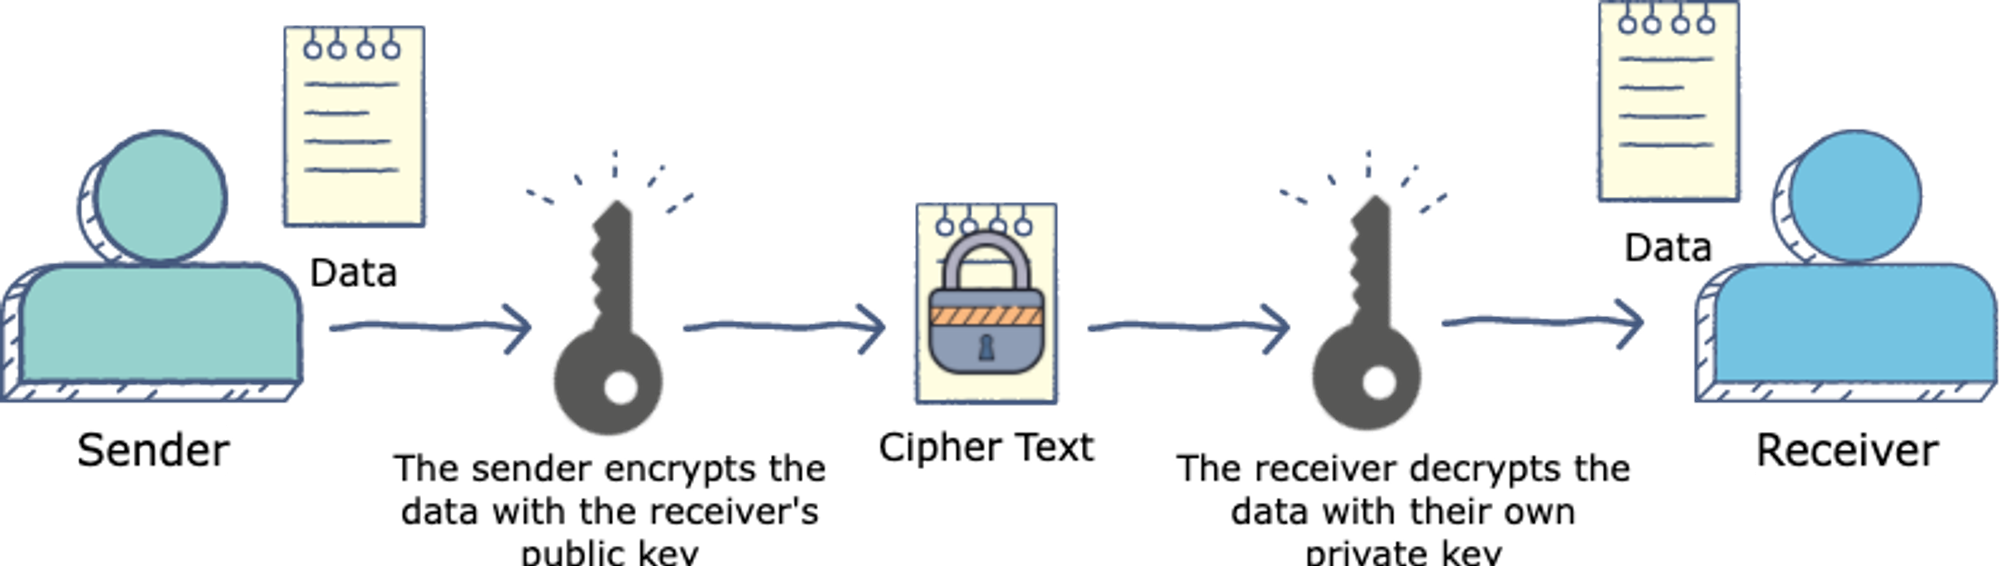 Data
Data
Sender
The sender encrypts the
data with the receiver's
public key
Cipher Text
The receiver decrypts the
data with their own
private key
Receiver